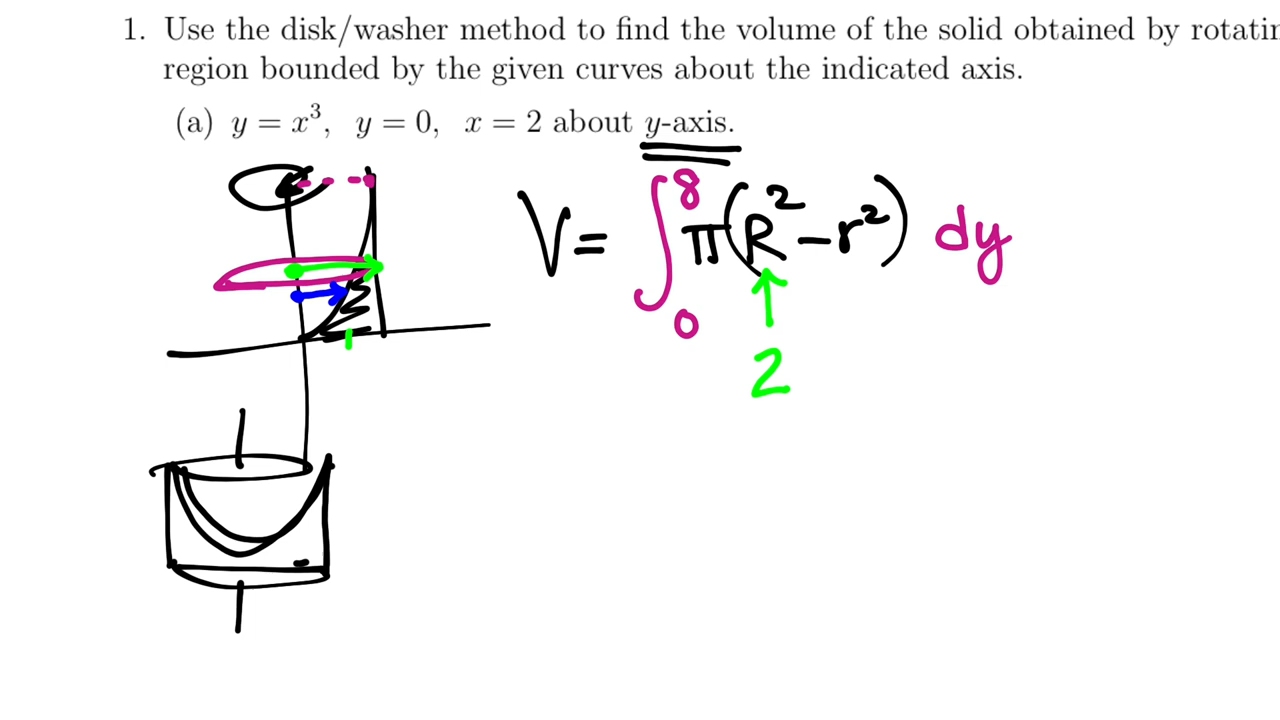 1. Use the disk/washer method to find the volume of the solid obtained by rotatin
region bounded by the given curves about the indicated axis.
(a) y = x³, y = 0, x = 2 about y-axis.
V = ∫₀⁸ π(R² − r²) dy
2